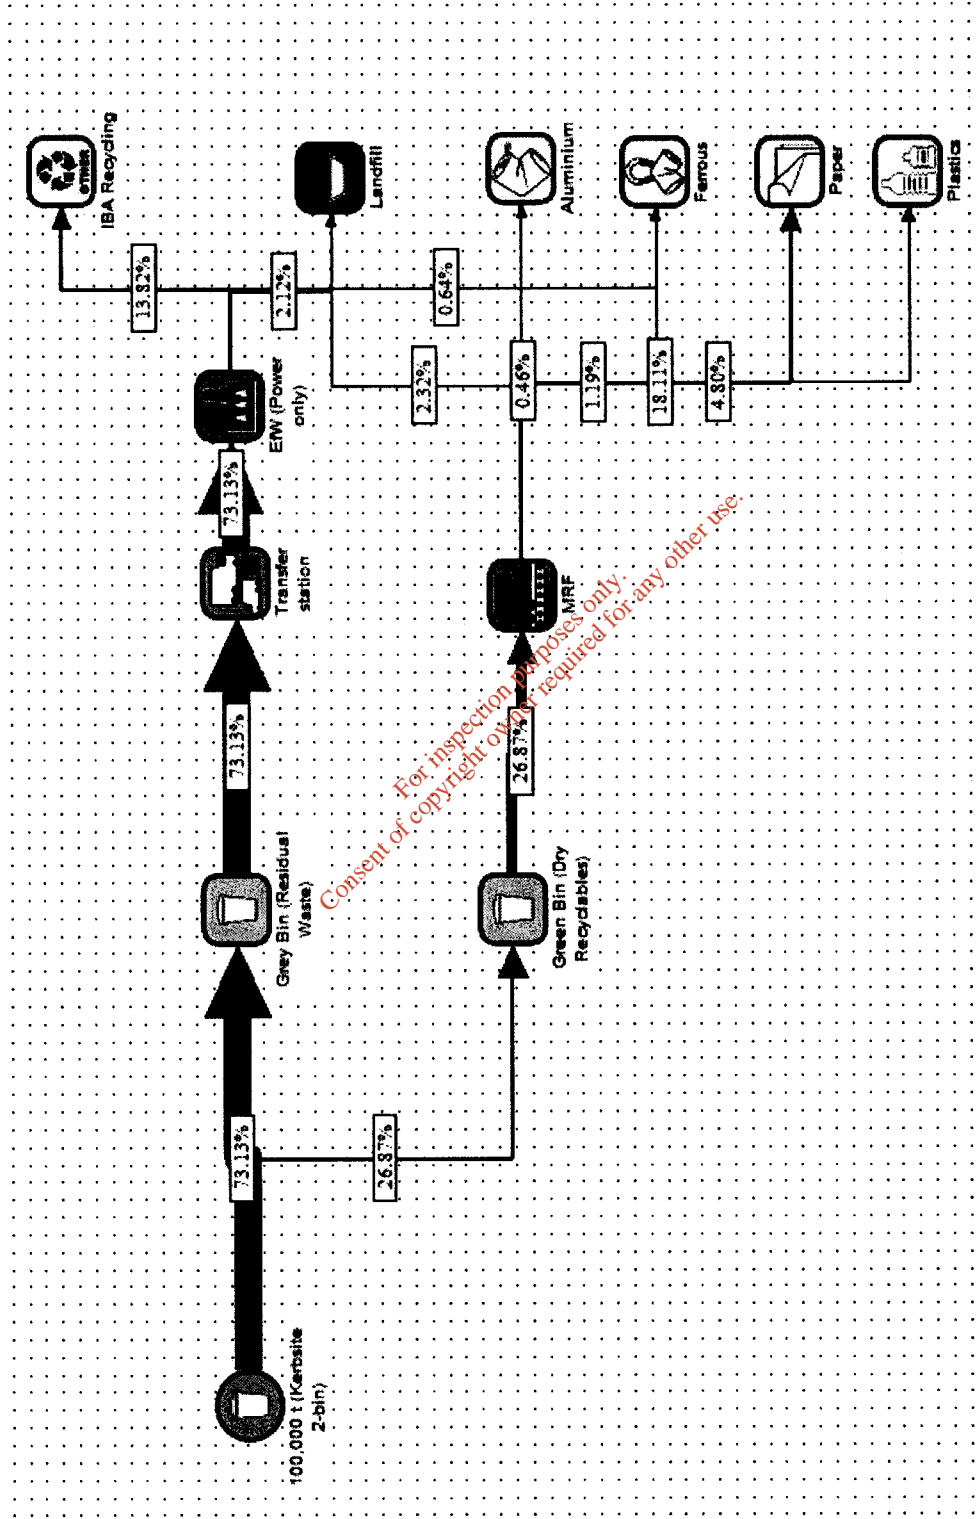 100,000 t (Kerbsite
2-bin)
73.13%
26.87%
Grey Bin (Residual
Waste)
Green Bin (Dry
Recyclables)
73.13%
26.87%
Transfer
station
MRF
73.13%
EfW (Power
only)
2.32%
0.46%
1.19%
18.11%
4.80%
13.82%
2.12%
0.64%
OTHER
IBA Recycling
Landfill
Aluminium
Ferrous
Paper
Plastics
For inspection purposes only.
Consent of copyright owner required for any other use.